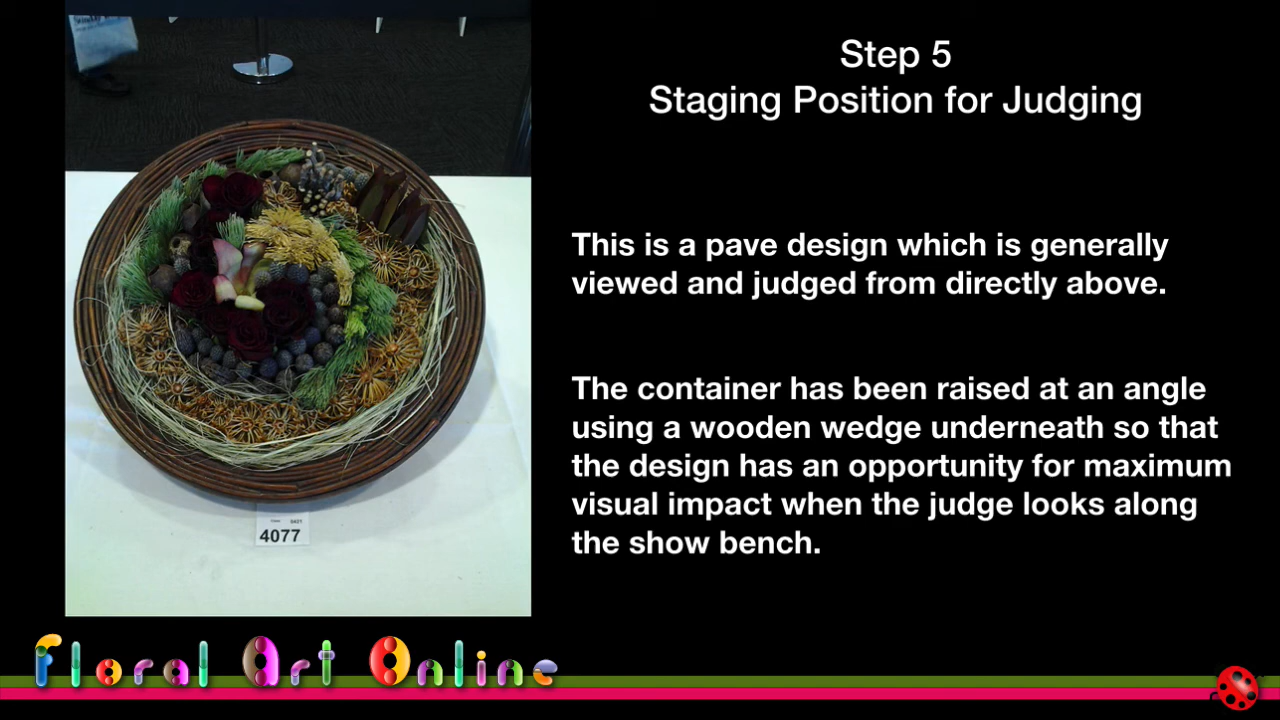 Step 5
Staging Position for Judging
This is a pave design which is generally
viewed and judged from directly above.
The container has been raised at an angle
using a wooden wedge underneath so that
the design has an opportunity for maximum
visual impact when the judge looks along
the show bench.
4077
Floral Art Online